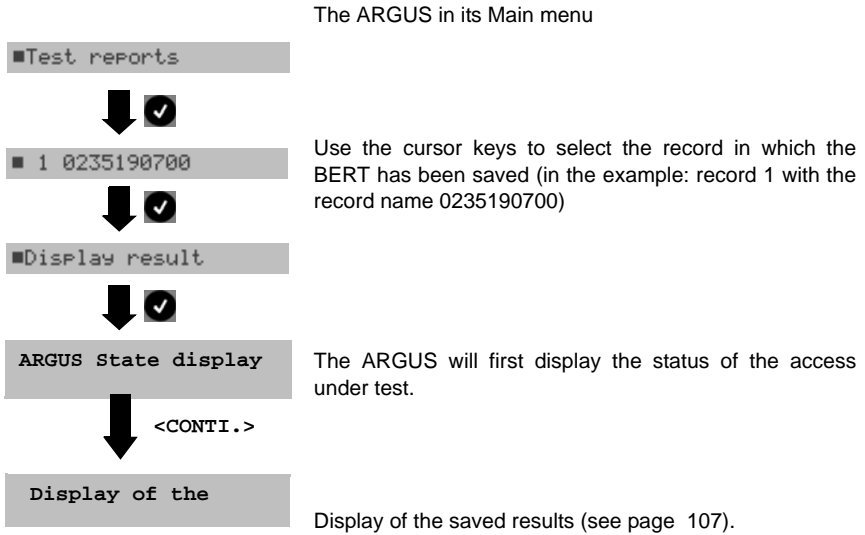 The ARGUS in its Main menu
■Test reports
■ 1 0235190700
Use the cursor keys to select the record in which the
BERT has been saved (in the example: record 1 with the
record name 0235190700)
■Display result
ARGUS State display
The ARGUS will first display the status of the access
under test.
<CONTI.>
Display of the
Display of the saved results (see page 107).